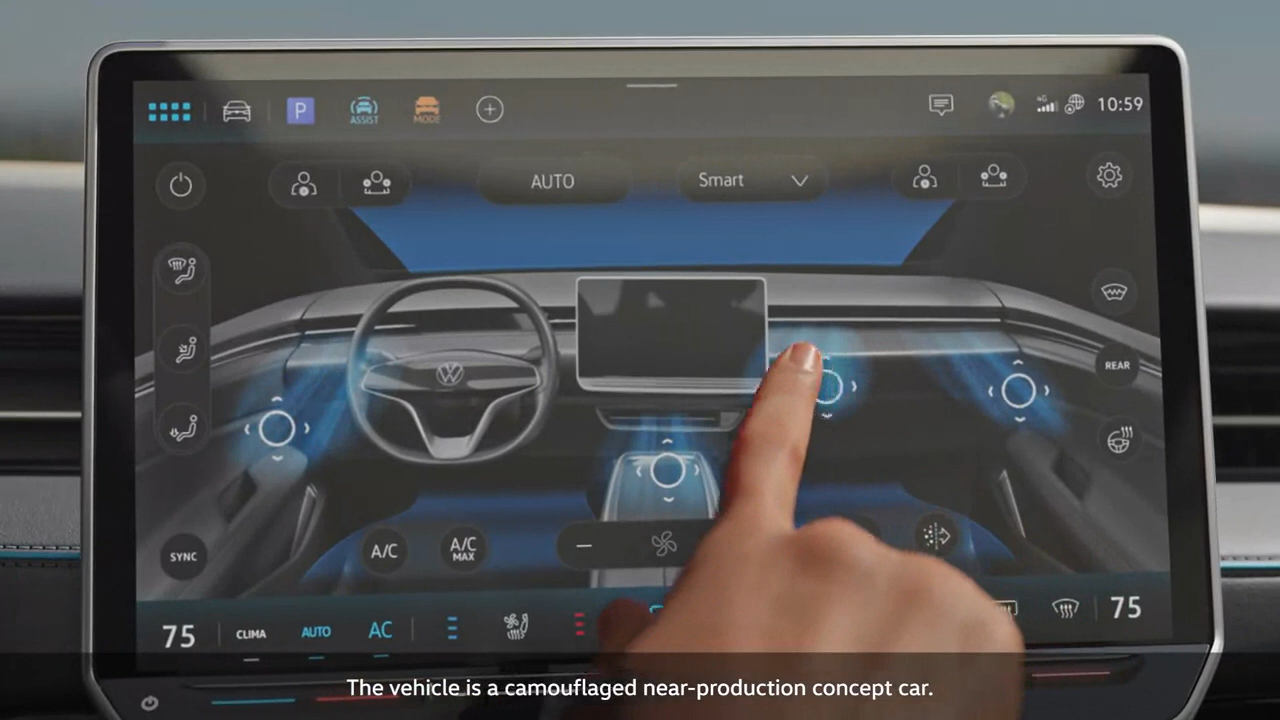 P
ASSIST
MODE
4G
10:59
AUTO
Smart
REAR
SYNC
A/C
A/C
MAX
75
CLIMA
AUTO
AC
75
The vehicle is a camouflaged near-production concept car.